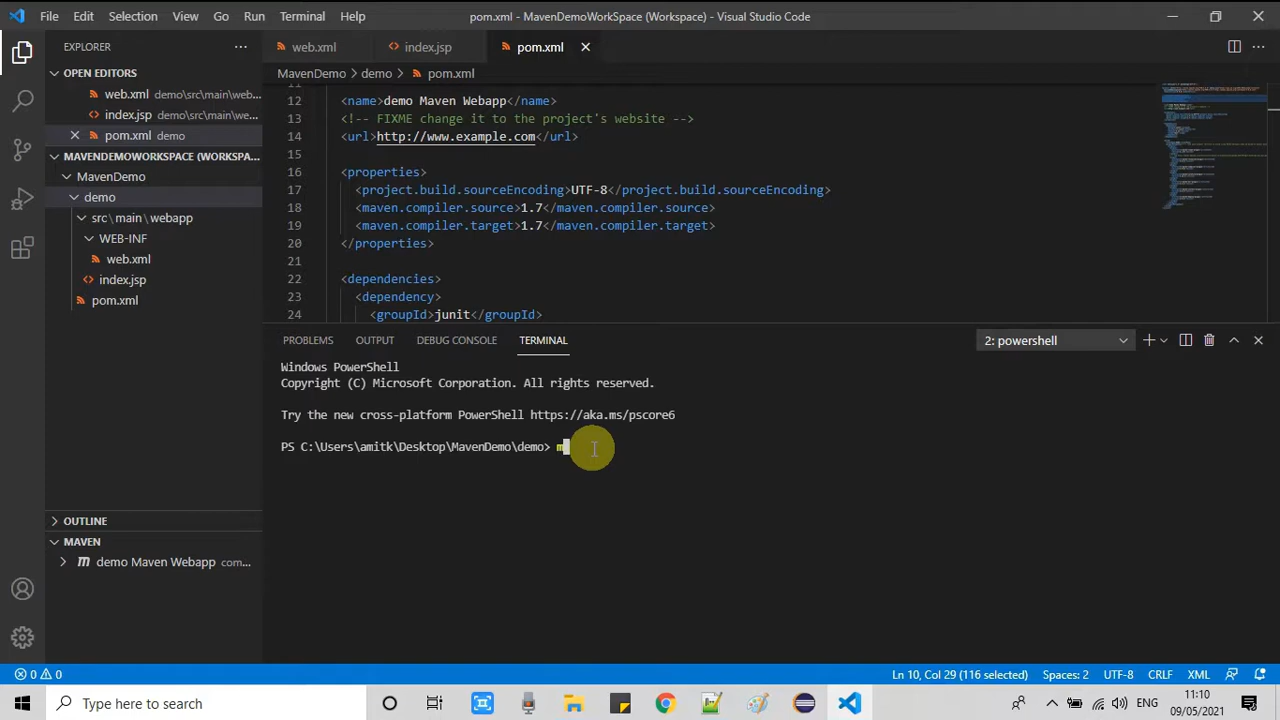 File Edit Selection View Go Run Terminal Help
pom.xml - MavenDemoWorkSpace (Workspace) - Visual Studio Code
EXPLORER
OPEN EDITORS
web.xml demo\src\main\web...
index.jsp demo\src\main\we...
pom.xml demo
MAVENDEMOWORKSPACE (WORKSPA...
MavenDemo
demo
src \ main \ webapp
WEB-INF
web.xml
index.jsp
pom.xml
OUTLINE
MAVEN
demo Maven Webapp com...
web.xml index.jsp pom.xml
MavenDemo > demo > pom.xml
11
12 <name>demo Maven Webapp</name>
13 <!-- FIXME change it to the project's website -->
14 <url>http://www.example.com</url>
15
16 <properties>
17 <project.build.sourceEncoding>UTF-8</project.build.sourceEncoding>
18 <maven.compiler.source>1.7</maven.compiler.source>
19 <maven.compiler.target>1.7</maven.compiler.target>
20 </properties>
21
22 <dependencies>
23 <dependency>
24 <groupId>junit</groupId>
PROBLEMS OUTPUT DEBUG CONSOLE TERMINAL
2: powershell
Windows PowerShell
Copyright (C) Microsoft Corporation. All rights reserved.
Try the new cross-platform PowerShell https://aka.ms/pscore6
PS C:\Users\amitk\Desktop\MavenDemo\demo> m
0 0
Ln 10, Col 29 (116 selected) Spaces: 2 UTF-8 CRLF XML
Type here to search
ENG
11:10
09/05/2021